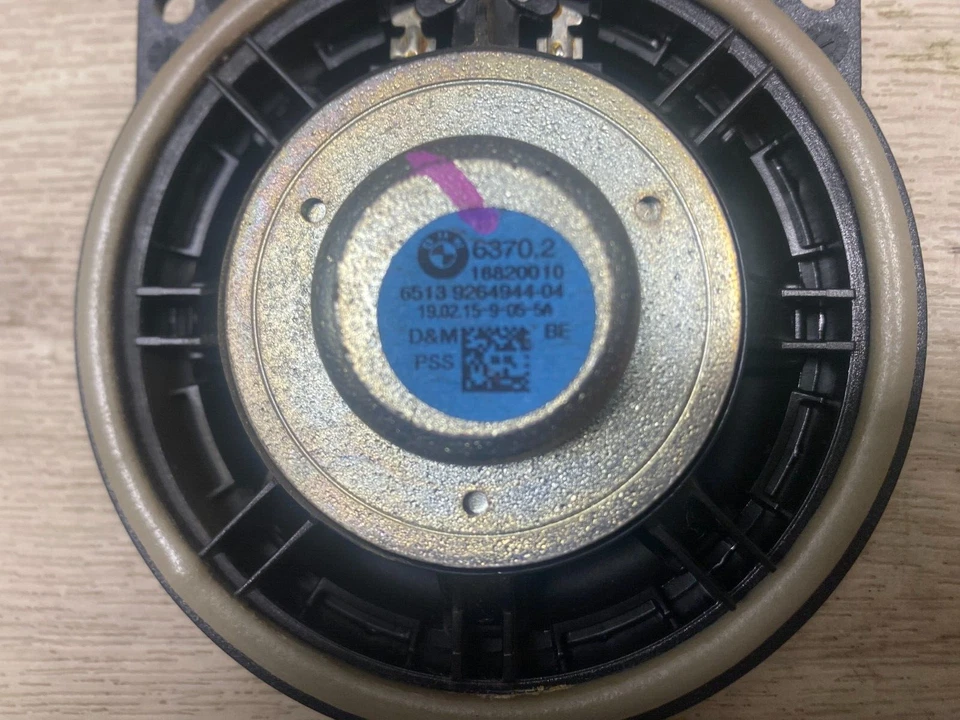 6370.2
16820010
6513 9264944-04
19.02.15-9-05-5A
D&M BE
PSS